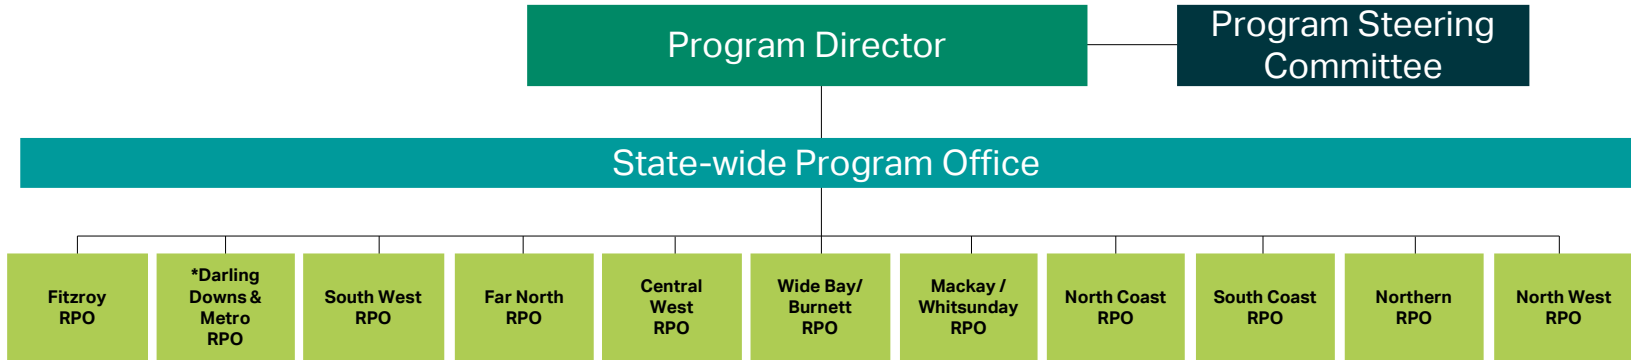 Program Director
Program Steering
Committee
State-wide Program Office
Fitzroy
RPO
*Darling
Downs &
Metro
RPO
South West
RPO
Far North
RPO
Central
West
RPO
Wide Bay/
Burnett
RPO
Mackay /
Whitsunday
RPO
North Coast
RPO
South Coast
RPO
Northern
RPO
North West
RPO